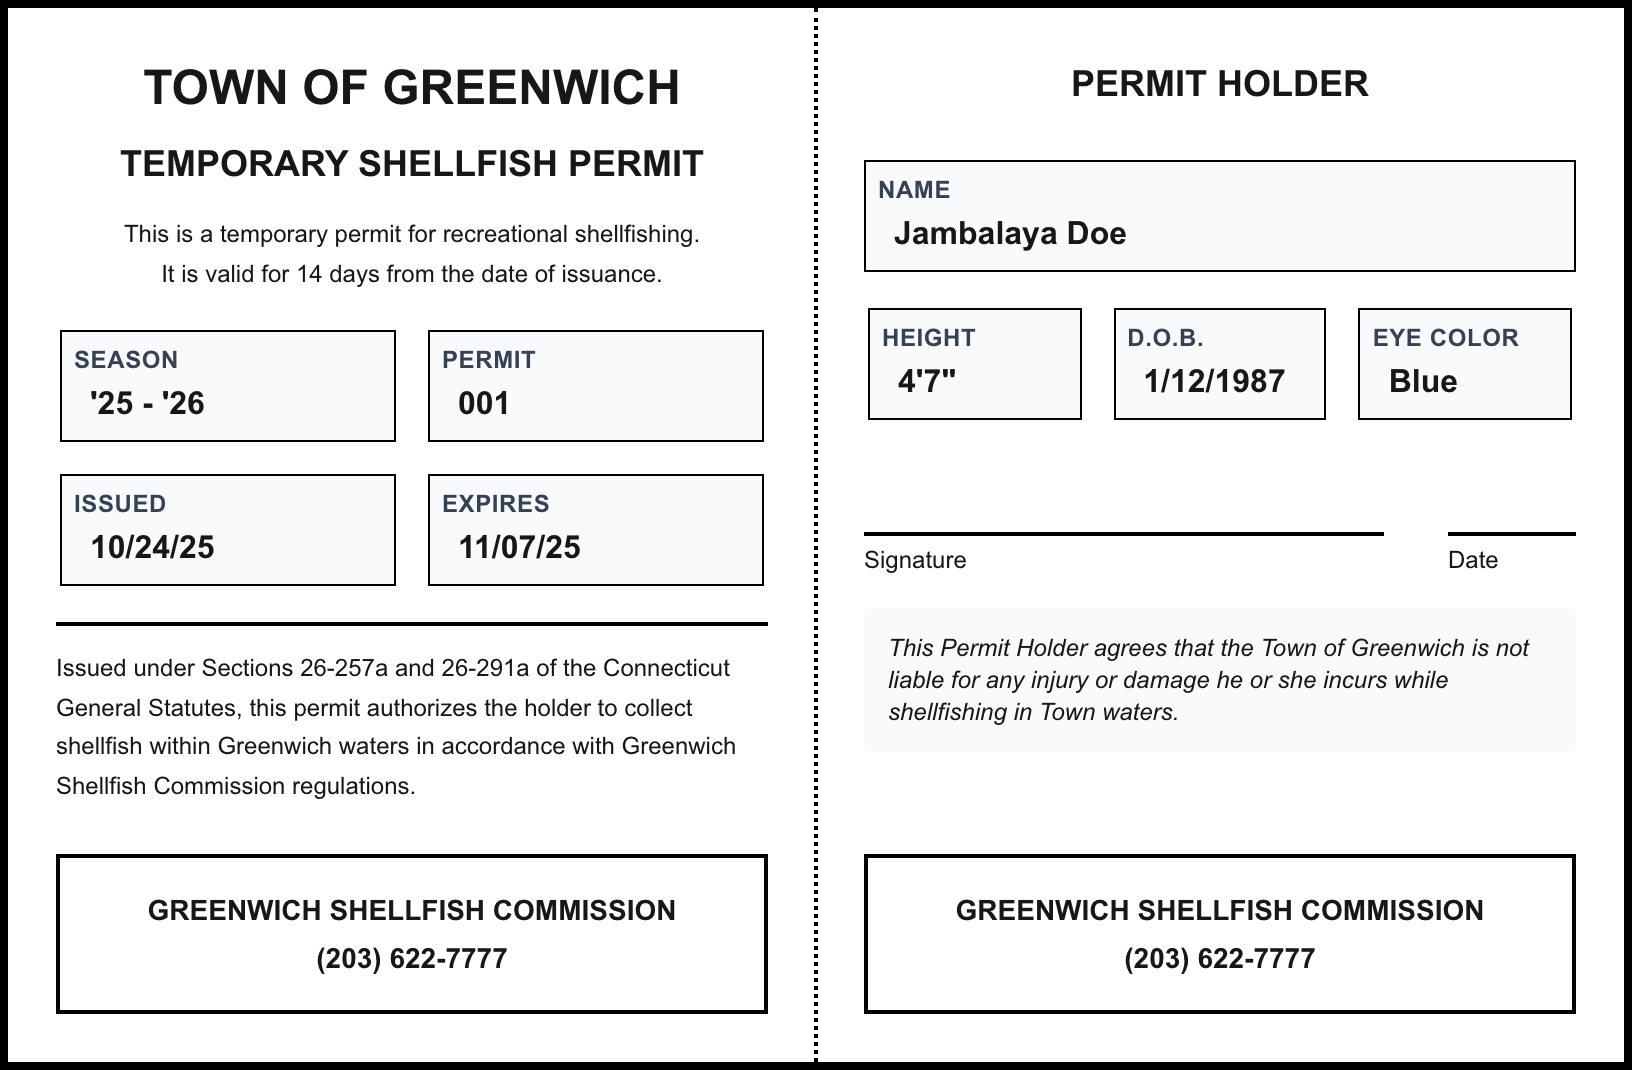 TOWN OF GREENWICH
TEMPORARY SHELLFISH PERMIT
This is a temporary permit for recreational shellfishing.
It is valid for 14 days from the date of issuance.
SEASON
'25 - '26
PERMIT
001
ISSUED
10/24/25
EXPIRES
11/07/25
Issued under Sections 26-257a and 26-291a of the Connecticut
General Statutes, this permit authorizes the holder to collect
shellfish within Greenwich waters in accordance with Greenwich
Shellfish Commission regulations.
GREENWICH SHELLFISH COMMISSION
(203) 622-7777
PERMIT HOLDER
NAME
Jambalaya Doe
HEIGHT
4'7"
D.O.B.
1/12/1987
EYE COLOR
Blue
Signature
Date
This Permit Holder agrees that the Town of Greenwich is not
liable for any injury or damage he or she incurs while
shellfishing in Town waters.
GREENWICH SHELLFISH COMMISSION
(203) 622-7777